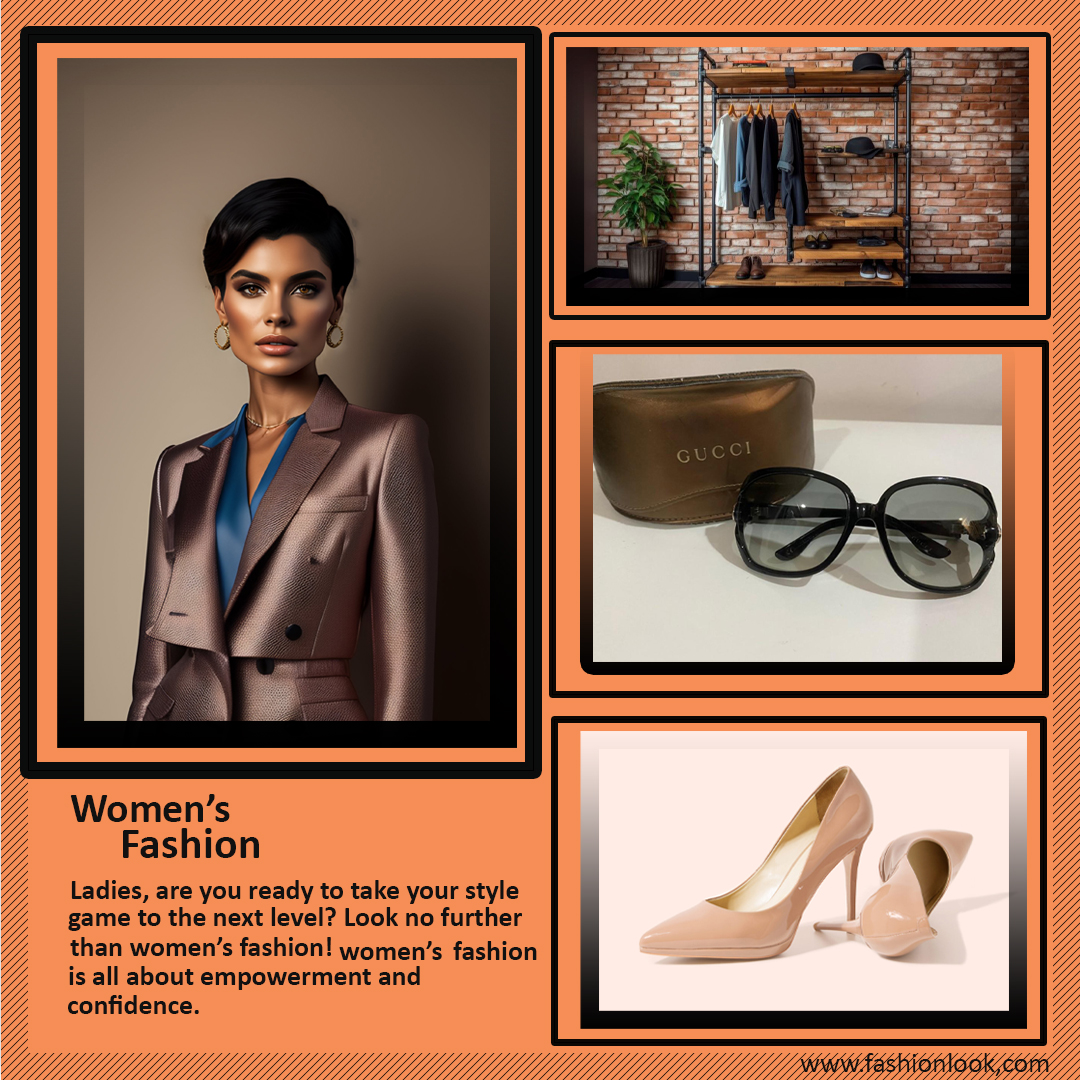 GUCCI
Women’s
Fashion
Ladies, are you ready to take your style
game to the next level? Look no further
than women’s fashion! women’s fashion
is all about empowerment and
confidence.
www.fashionlook,com